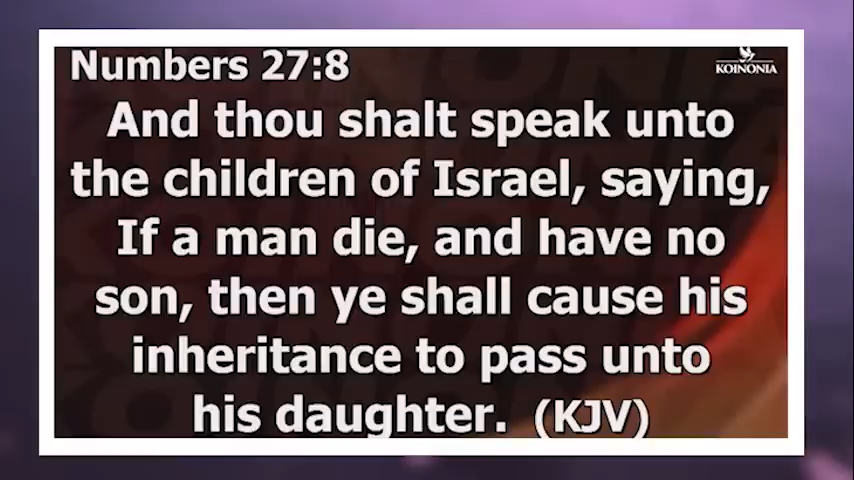 Numbers 27:8
KOINONIA
And thou shalt speak unto
the children of Israel, saying,
If a man die, and have no
son, then ye shall cause his
inheritance to pass unto
his daughter. (KJV)